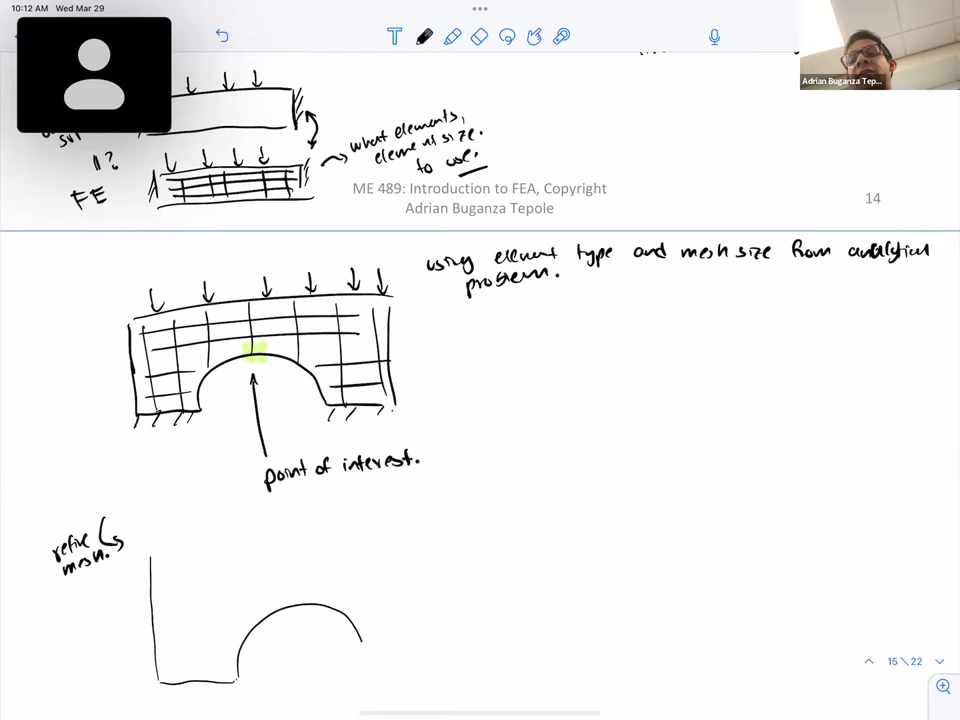 10:12 AM Wed Mar 29
T
Adrian Buganza Tep...
11?
FE
what elements,
element size.
to use.
ME 489: Introduction to FEA, Copyright
Adrian Buganza Tepole
14
using element type and mesh size from analytical
problem.
point of interest.
refine
mesh.
15\22